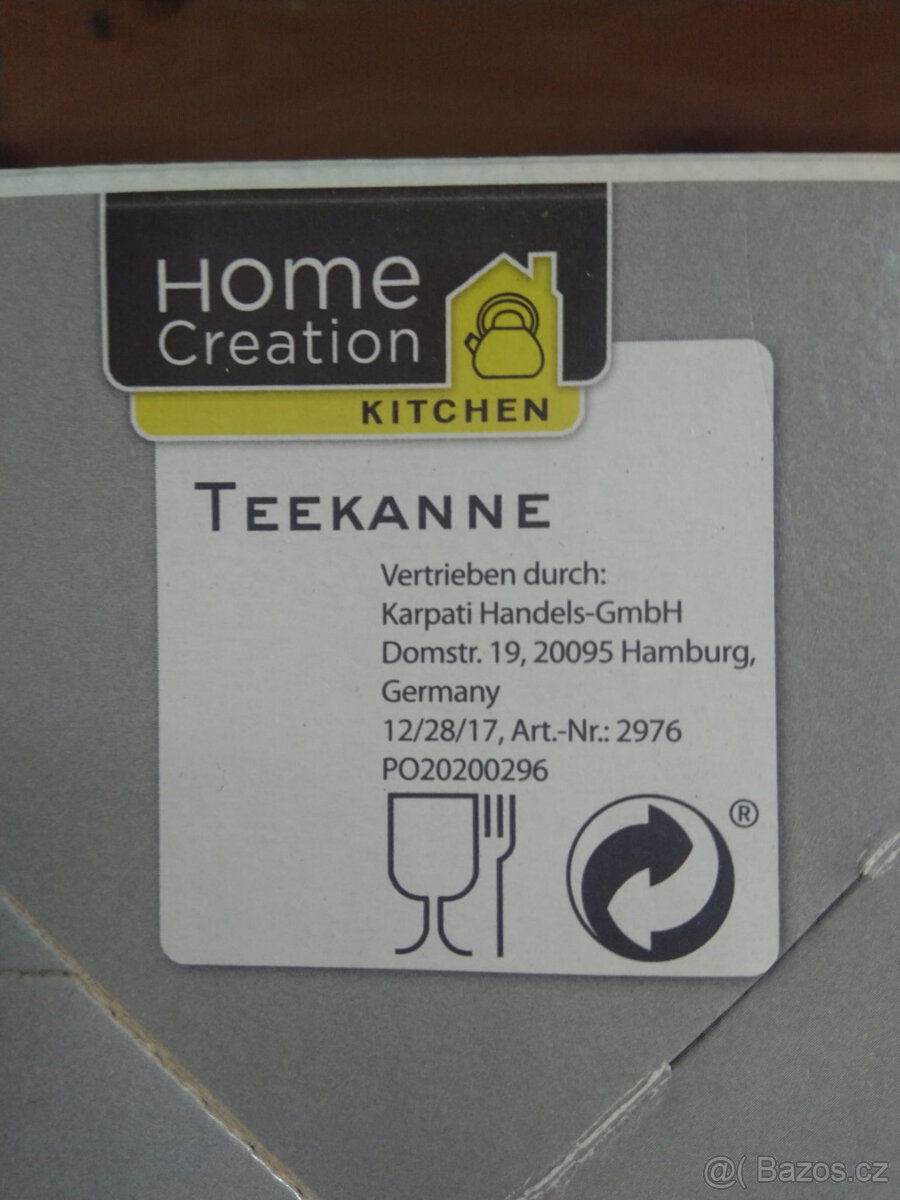 Home
Creation
KITCHEN
TEEKANNE
Vertrieben durch:
Karpati Handels-GmbH
Domstr. 19, 20095 Hamburg,
Germany
12/28/17, Art.-Nr.: 2976
PO20200296
®
@( Bazos.cz